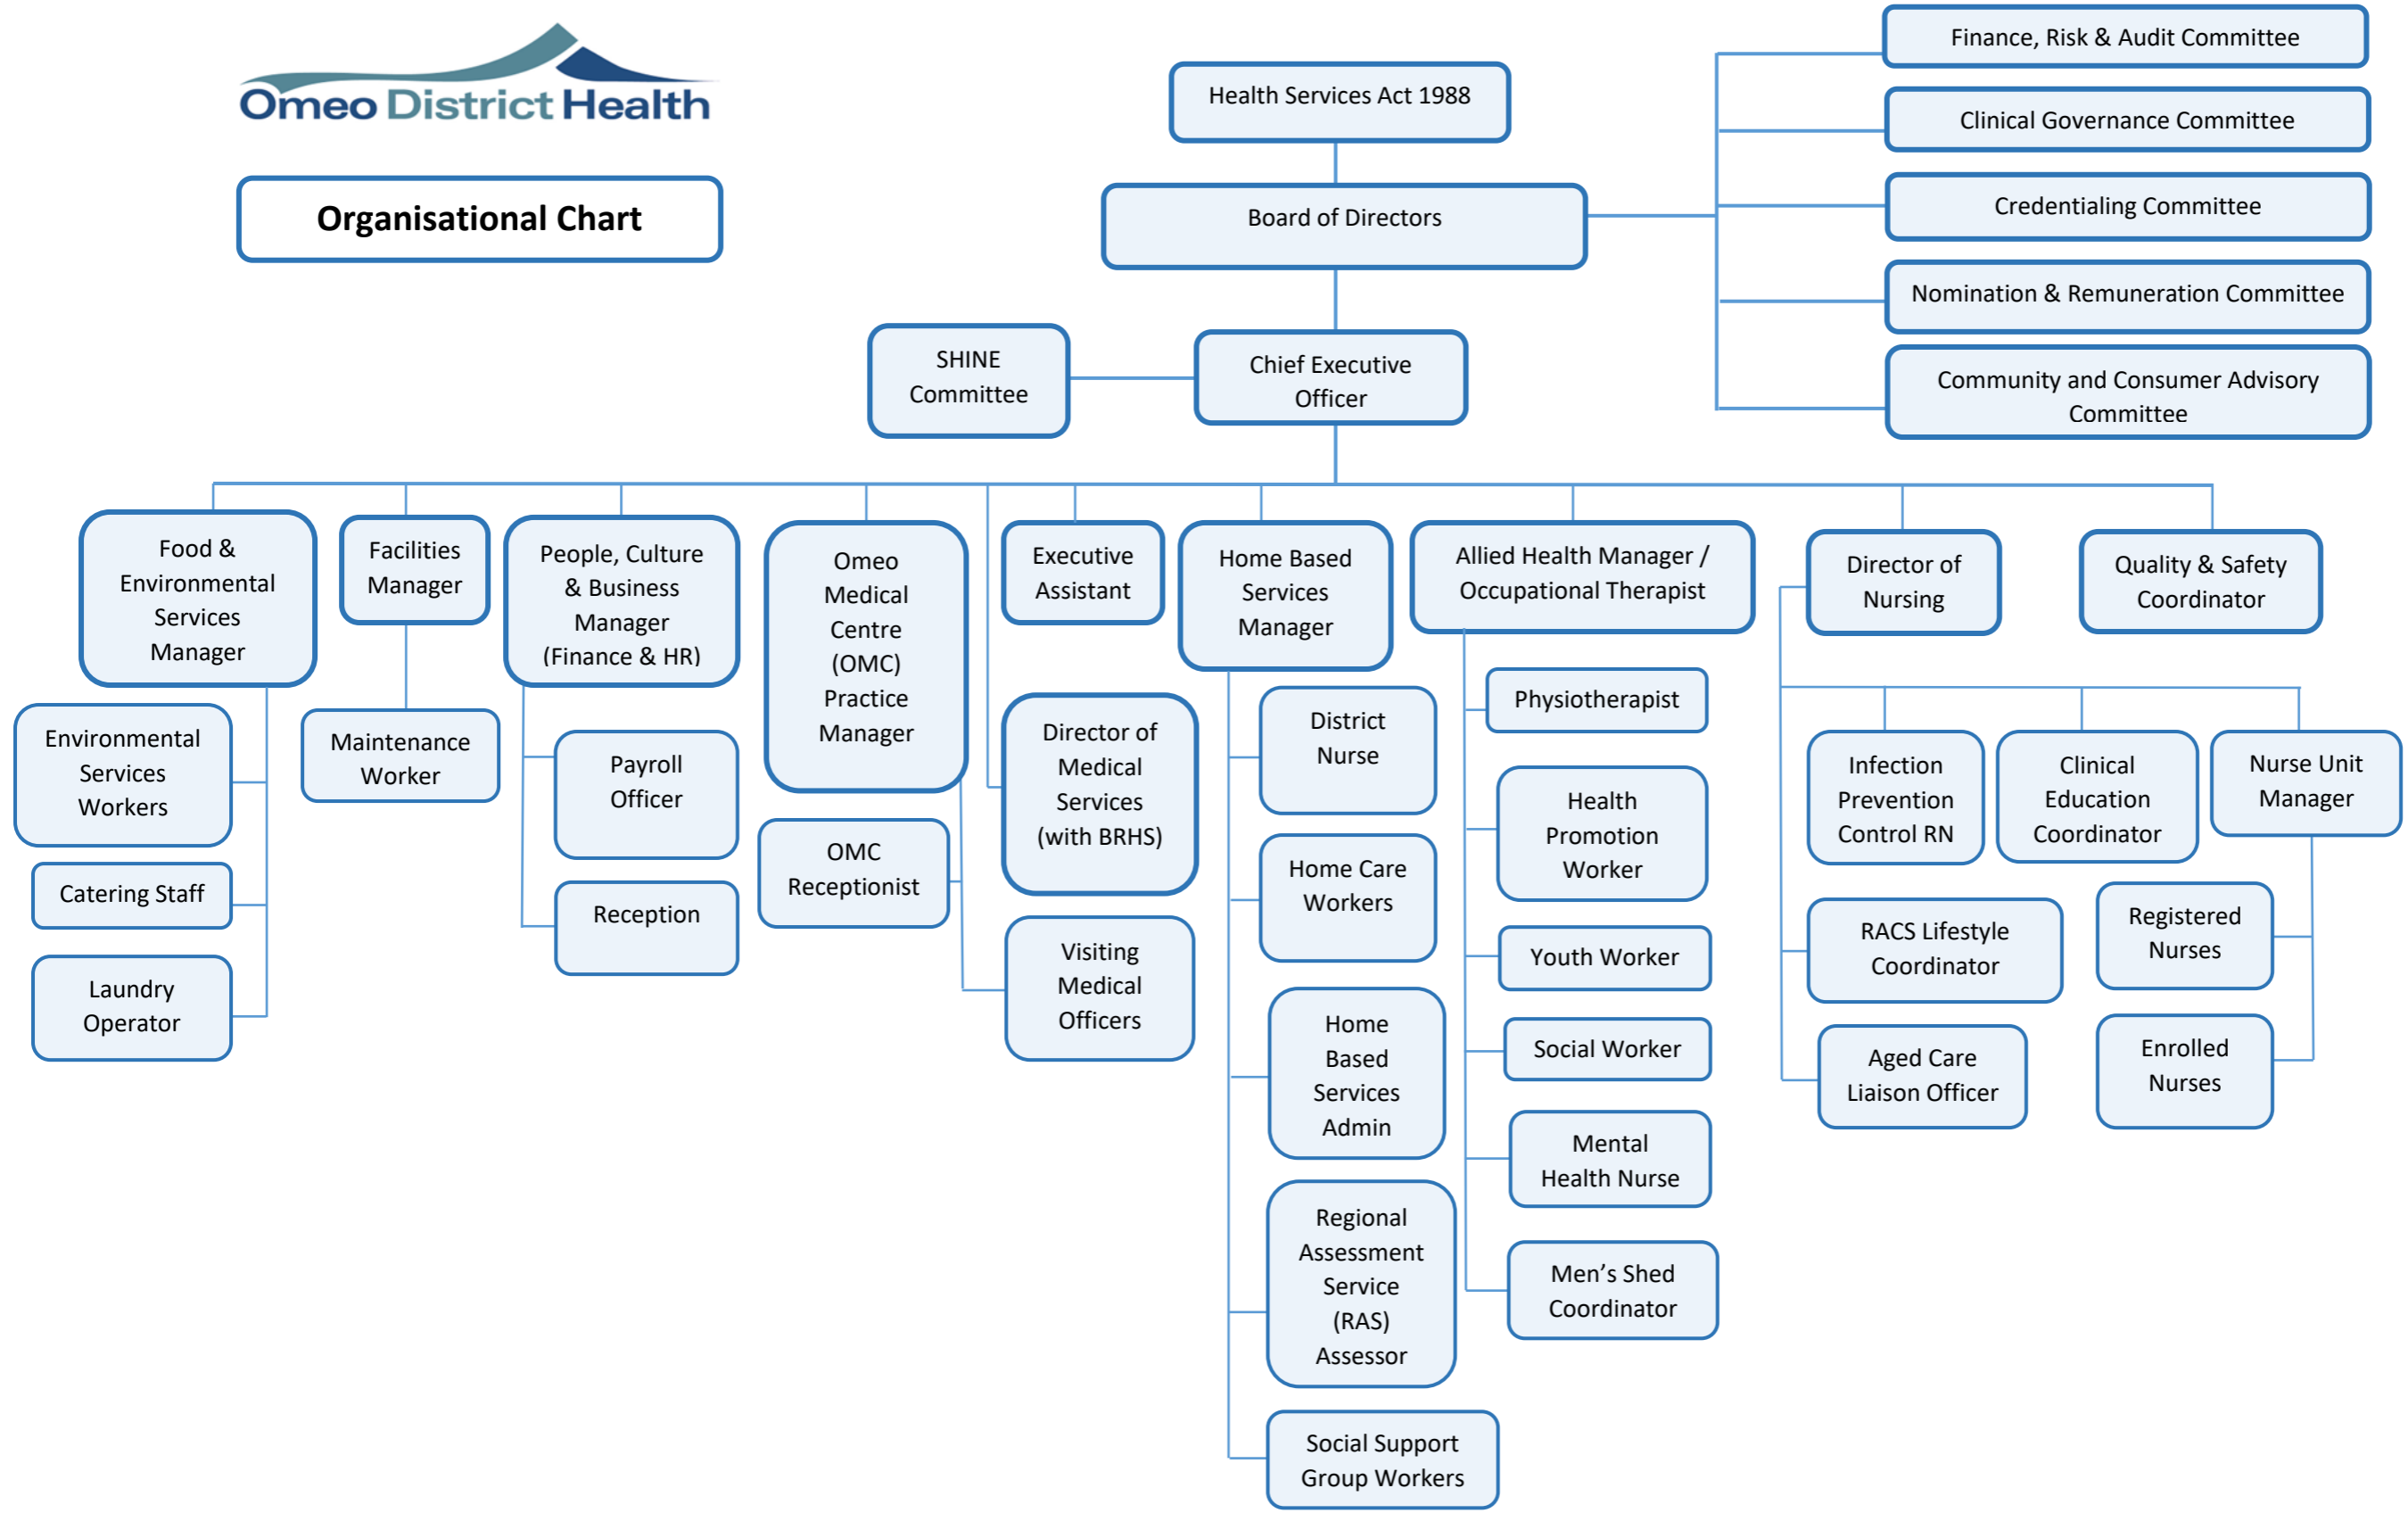 Omeo District Health
Organisational Chart
Health Services Act 1988
Board of Directors
Finance, Risk & Audit Committee
Clinical Governance Committee
Credentialing Committee
Nomination & Remuneration Committee
Community and Consumer Advisory
Committee
SHINE
Committee
Chief Executive
Officer
Food &
Environmental
Services
Manager
Environmental
Services
Workers
Catering Staff
Laundry
Operator
Facilities
Manager
Maintenance
Worker
People, Culture
& Business
Manager
(Finance & HR)
Payroll
Officer
Reception
Omeo
Medical
Centre
(OMC)
Practice
Manager
OMC
Receptionist
Executive
Assistant
Director of
Medical
Services
(with BRHS)
Visiting
Medical
Officers
Home Based
Services
Manager
District
Nurse
Home Care
Workers
Home
Based
Services
Admin
Regional
Assessment
Service
(RAS)
Assessor
Social Support
Group Workers
Allied Health Manager /
Occupational Therapist
Physiotherapist
Health
Promotion
Worker
Youth Worker
Social Worker
Mental
Health Nurse
Men’s Shed
Coordinator
Director of
Nursing
Infection
Prevention
Control RN
Clinical
Education
Coordinator
Nurse Unit
Manager
RACS Lifestyle
Coordinator
Aged Care
Liaison Officer
Registered
Nurses
Enrolled
Nurses
Quality & Safety
Coordinator